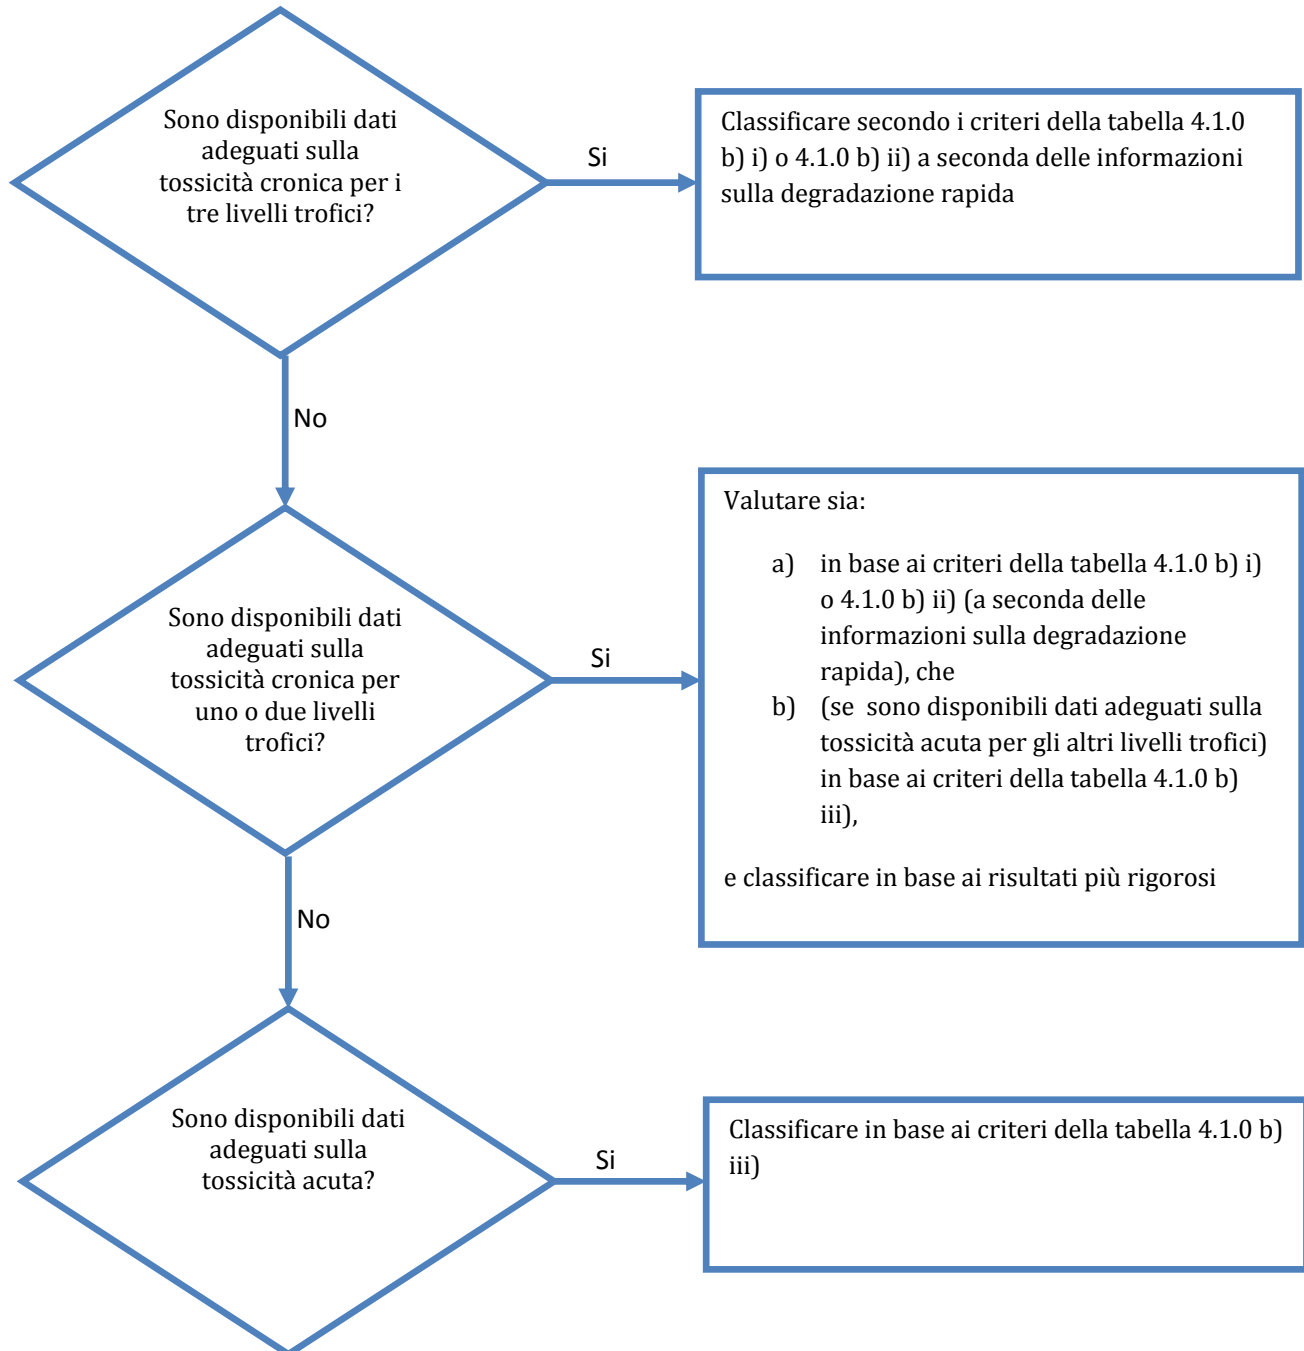 Sono disponibili dati
adeguati sulla
tossicità cronica per i
tre livelli trofici?
Si
Classificare secondo i criteri della tabella 4.1.0
b) i) o 4.1.0 b) ii) a seconda delle informazioni
sulla degradazione rapida
No
Sono disponibili dati
adeguati sulla
tossicità cronica per
uno o due livelli
trofici?
Si
Valutare sia:
a) in base ai criteri della tabella 4.1.0 b) i)
o 4.1.0 b) ii) (a seconda delle
informazioni sulla degradazione
rapida), che
b) (se sono disponibili dati adeguati sulla
tossicità acuta per gli altri livelli trofici)
in base ai criteri della tabella 4.1.0 b)
iii),
e classificare in base ai risultati più rigorosi
No
Sono disponibili dati
adeguati sulla
tossicità acuta?
Si
Classificare in base ai criteri della tabella 4.1.0 b)
iii)